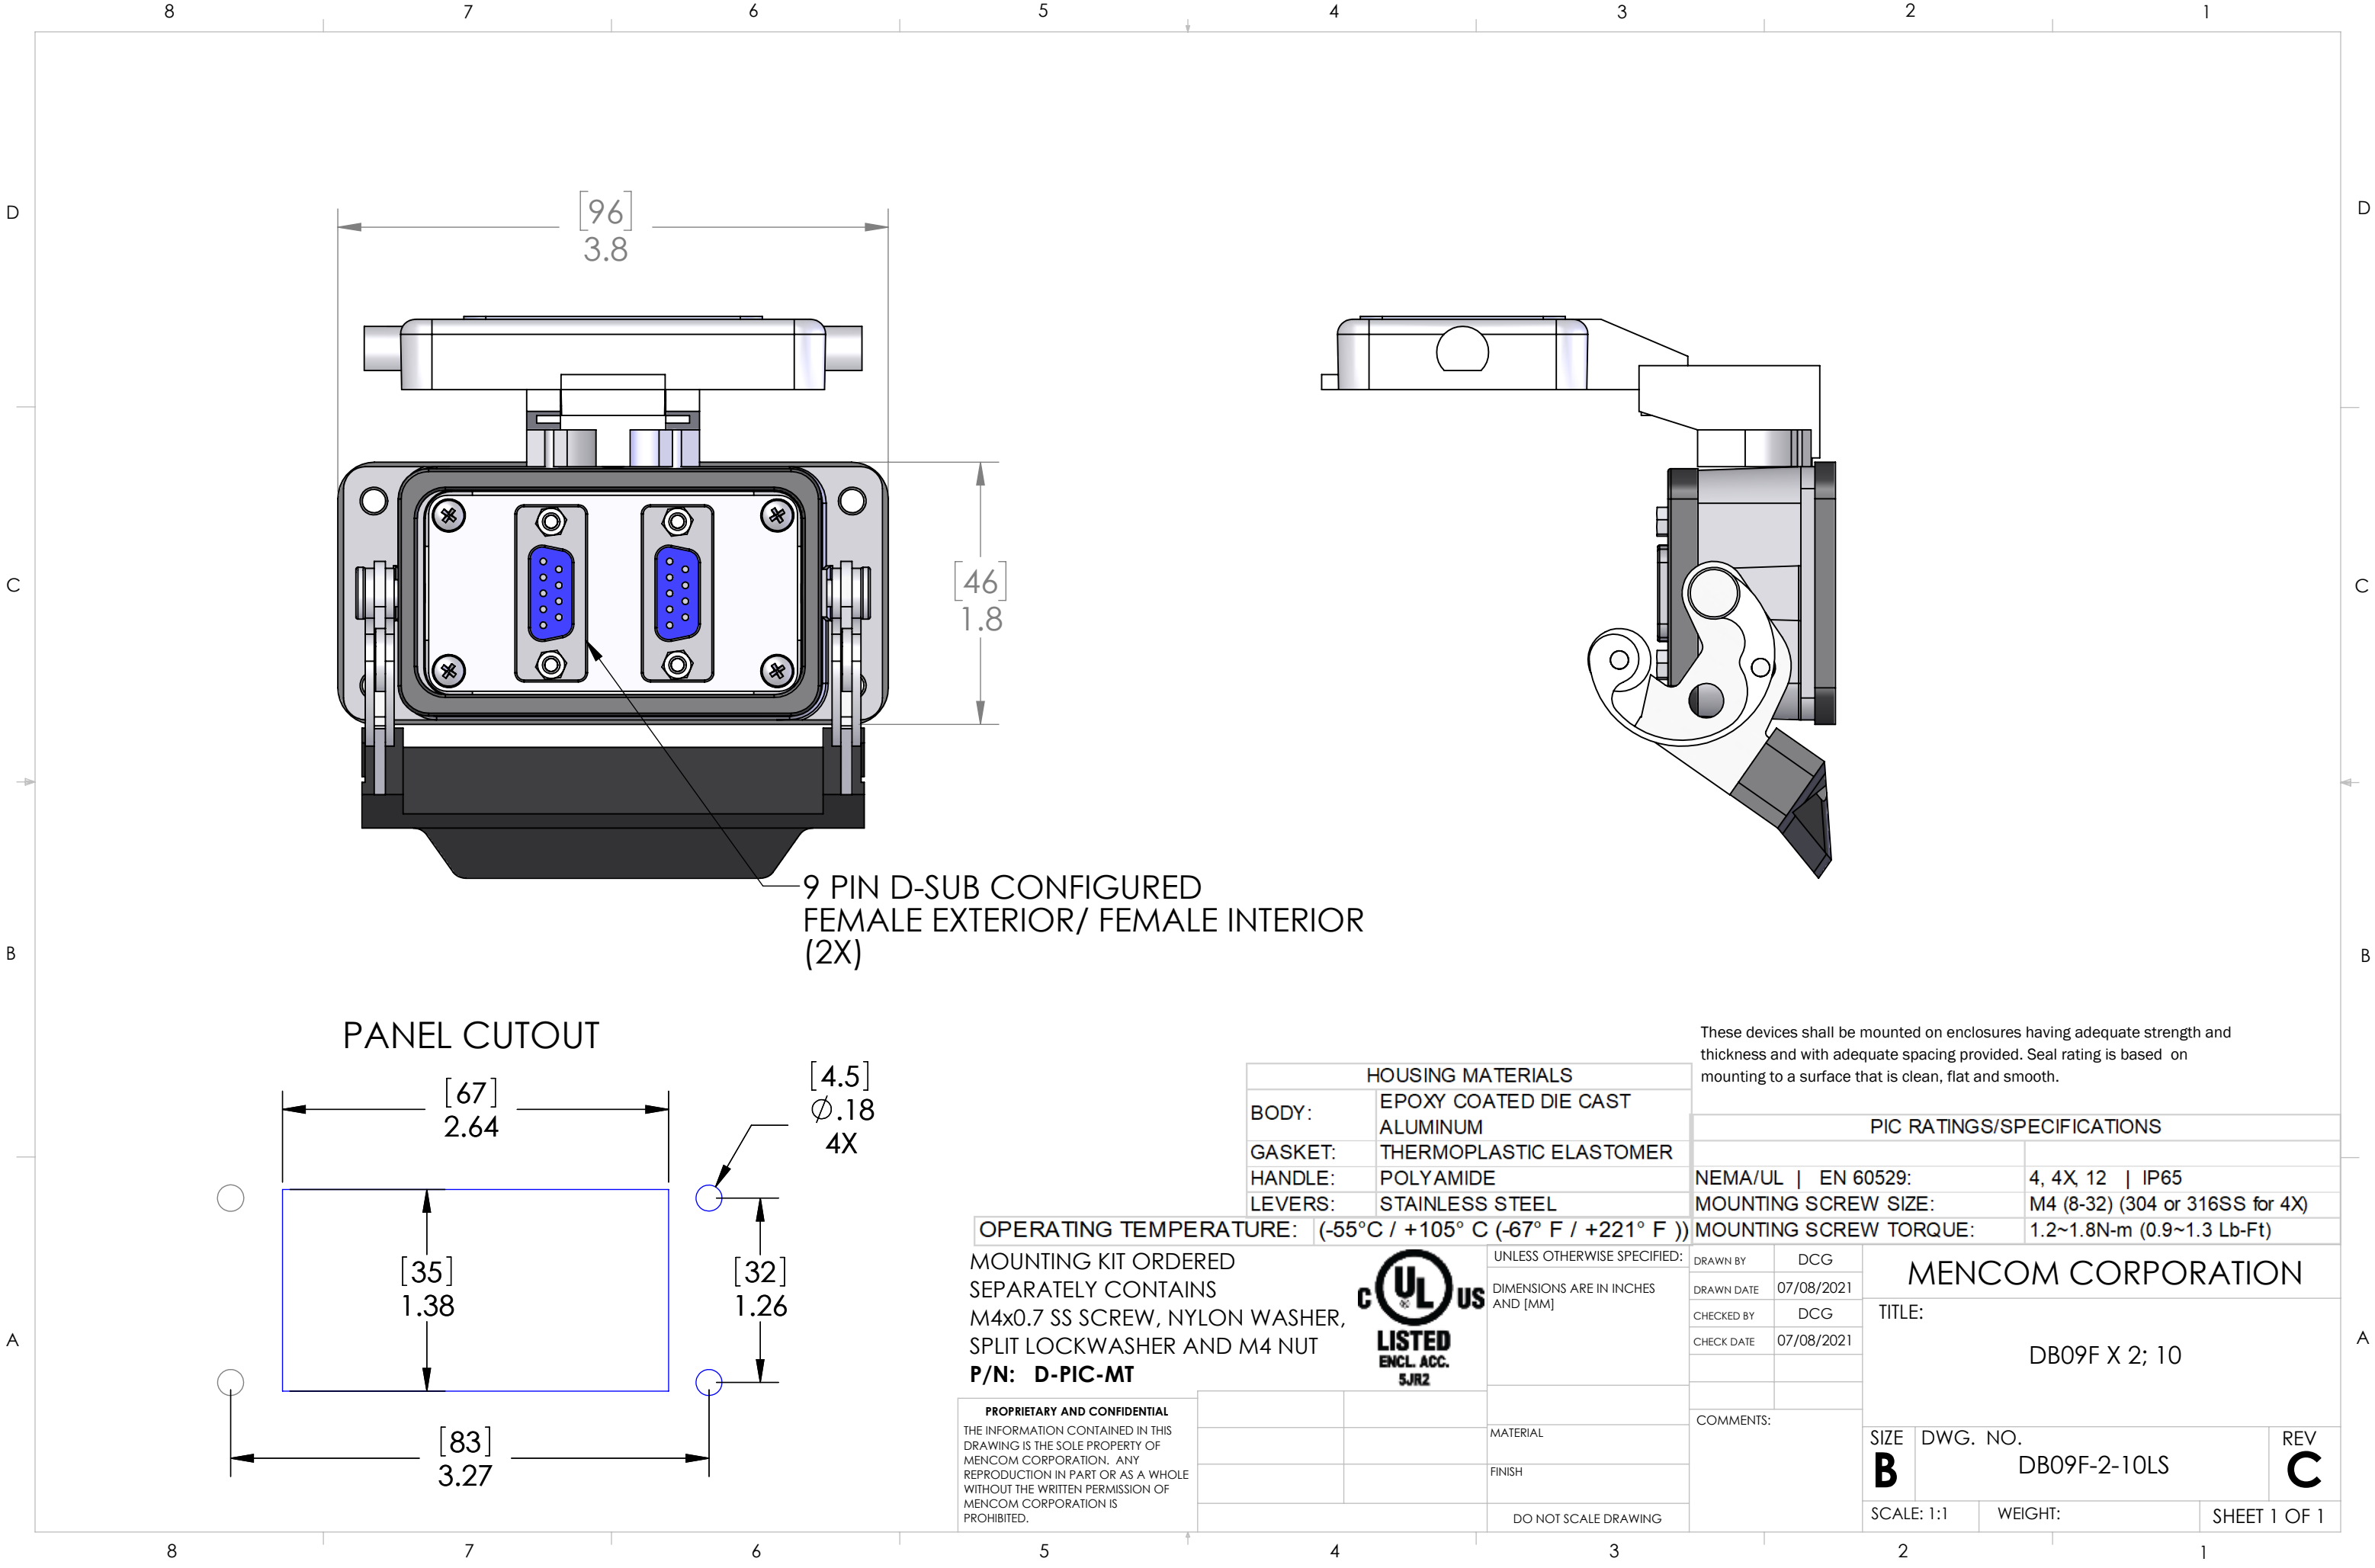 8 7 6 5 4 3 2 1
D D
[96]
3.8
[46]
1.8
C C
9 PIN D-SUB CONFIGURED
FEMALE EXTERIOR/ FEMALE INTERIOR
(2X)
B B
PANEL CUTOUT
[67]
2.64
[4.5]
∅.18
4X
[35]
1.38
[32]
1.26
[83]
3.27
These devices shall be mounted on enclosures having adequate strength and
thickness and with adequate spacing provided. Seal rating is based on
mounting to a surface that is clean, flat and smooth.
HOUSING MATERIALS
BODY: EPOXY COATED DIE CAST
ALUMINUM
GASKET: THERMOPLASTIC ELASTOMER
HANDLE: POLYAMIDE
LEVERS: STAINLESS STEEL
OPERATING TEMPERATURE: (-55°C / +105° C (-67° F / +221° F ))
PIC RATINGS/SPECIFICATIONS
NEMA/UL | EN 60529: 4, 4X, 12 | IP65
MOUNTING SCREW SIZE: M4 (8-32) (304 or 316SS for 4X)
MOUNTING SCREW TORQUE: 1.2~1.8N-m (0.9~1.3 Lb-Ft)
MOUNTING KIT ORDERED
SEPARATELY CONTAINS
M4x0.7 SS SCREW, NYLON WASHER,
SPLIT LOCKWASHER AND M4 NUT
P/N: D-PIC-MT
C UL US
LISTED
ENCL. ACC.
5JR2
PROPRIETARY AND CONFIDENTIAL
THE INFORMATION CONTAINED IN THIS
DRAWING IS THE SOLE PROPERTY OF
MENCOM CORPORATION. ANY
REPRODUCTION IN PART OR AS A WHOLE
WITHOUT THE WRITTEN PERMISSION OF
MENCOM CORPORATION IS
PROHIBITED.
UNLESS OTHERWISE SPECIFIED:
DIMENSIONS ARE IN INCHES
AND [MM]
MATERIAL
FINISH
DO NOT SCALE DRAWING
DRAWN BY DCG
DRAWN DATE 07/08/2021
CHECKED BY DCG
CHECK DATE 07/08/2021
COMMENTS:
MENCOM CORPORATION
TITLE:
DB09F X 2; 10
SIZE
B
DWG. NO.
DB09F-2-10LS
REV
C
SCALE: 1:1 WEIGHT: SHEET 1 OF 1
A A
8 7 6 5 4 3 2 1